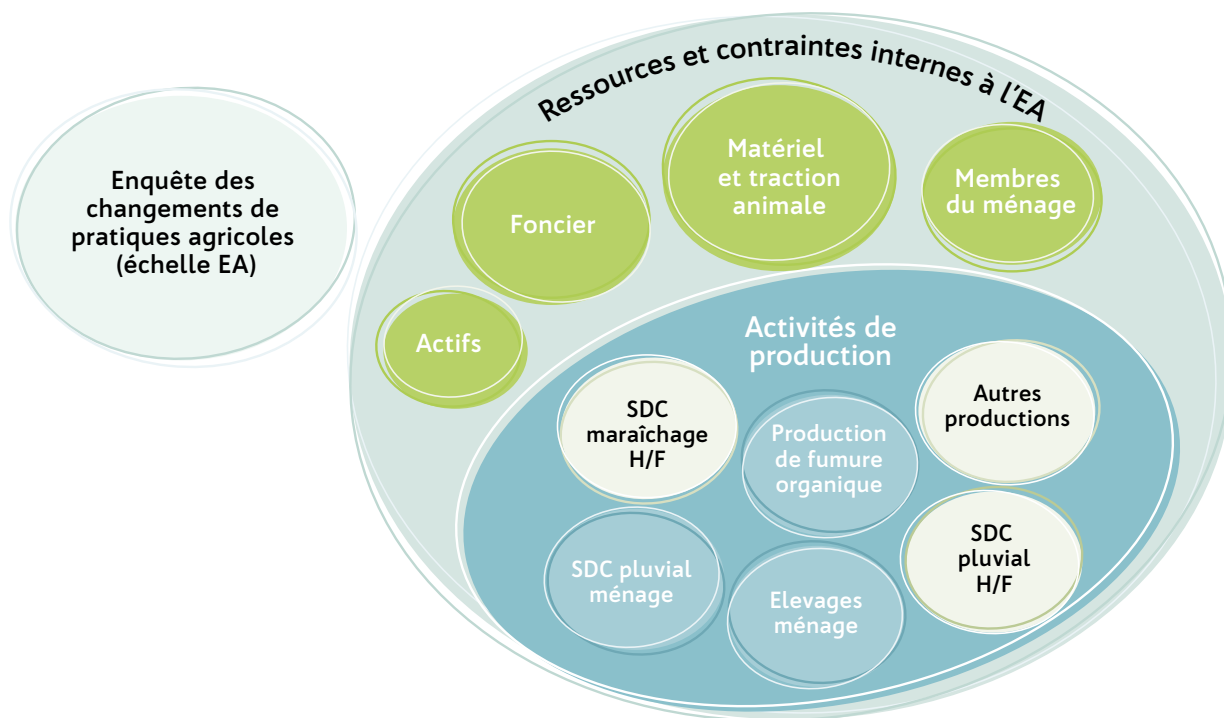 Ressources et contraintes internes à l'EA
Enquête des
changements de
pratiques agricoles
(échelle EA)
Foncier
Matériel
et traction
animale
Membres
du ménage
Actifs
Activités de
production
SDC
maraîchage
H/F
Production
de fumure
organique
Autres
productions
SDC pluvial
ménage
Elevages
ménage
SDC
pluvial
H/F